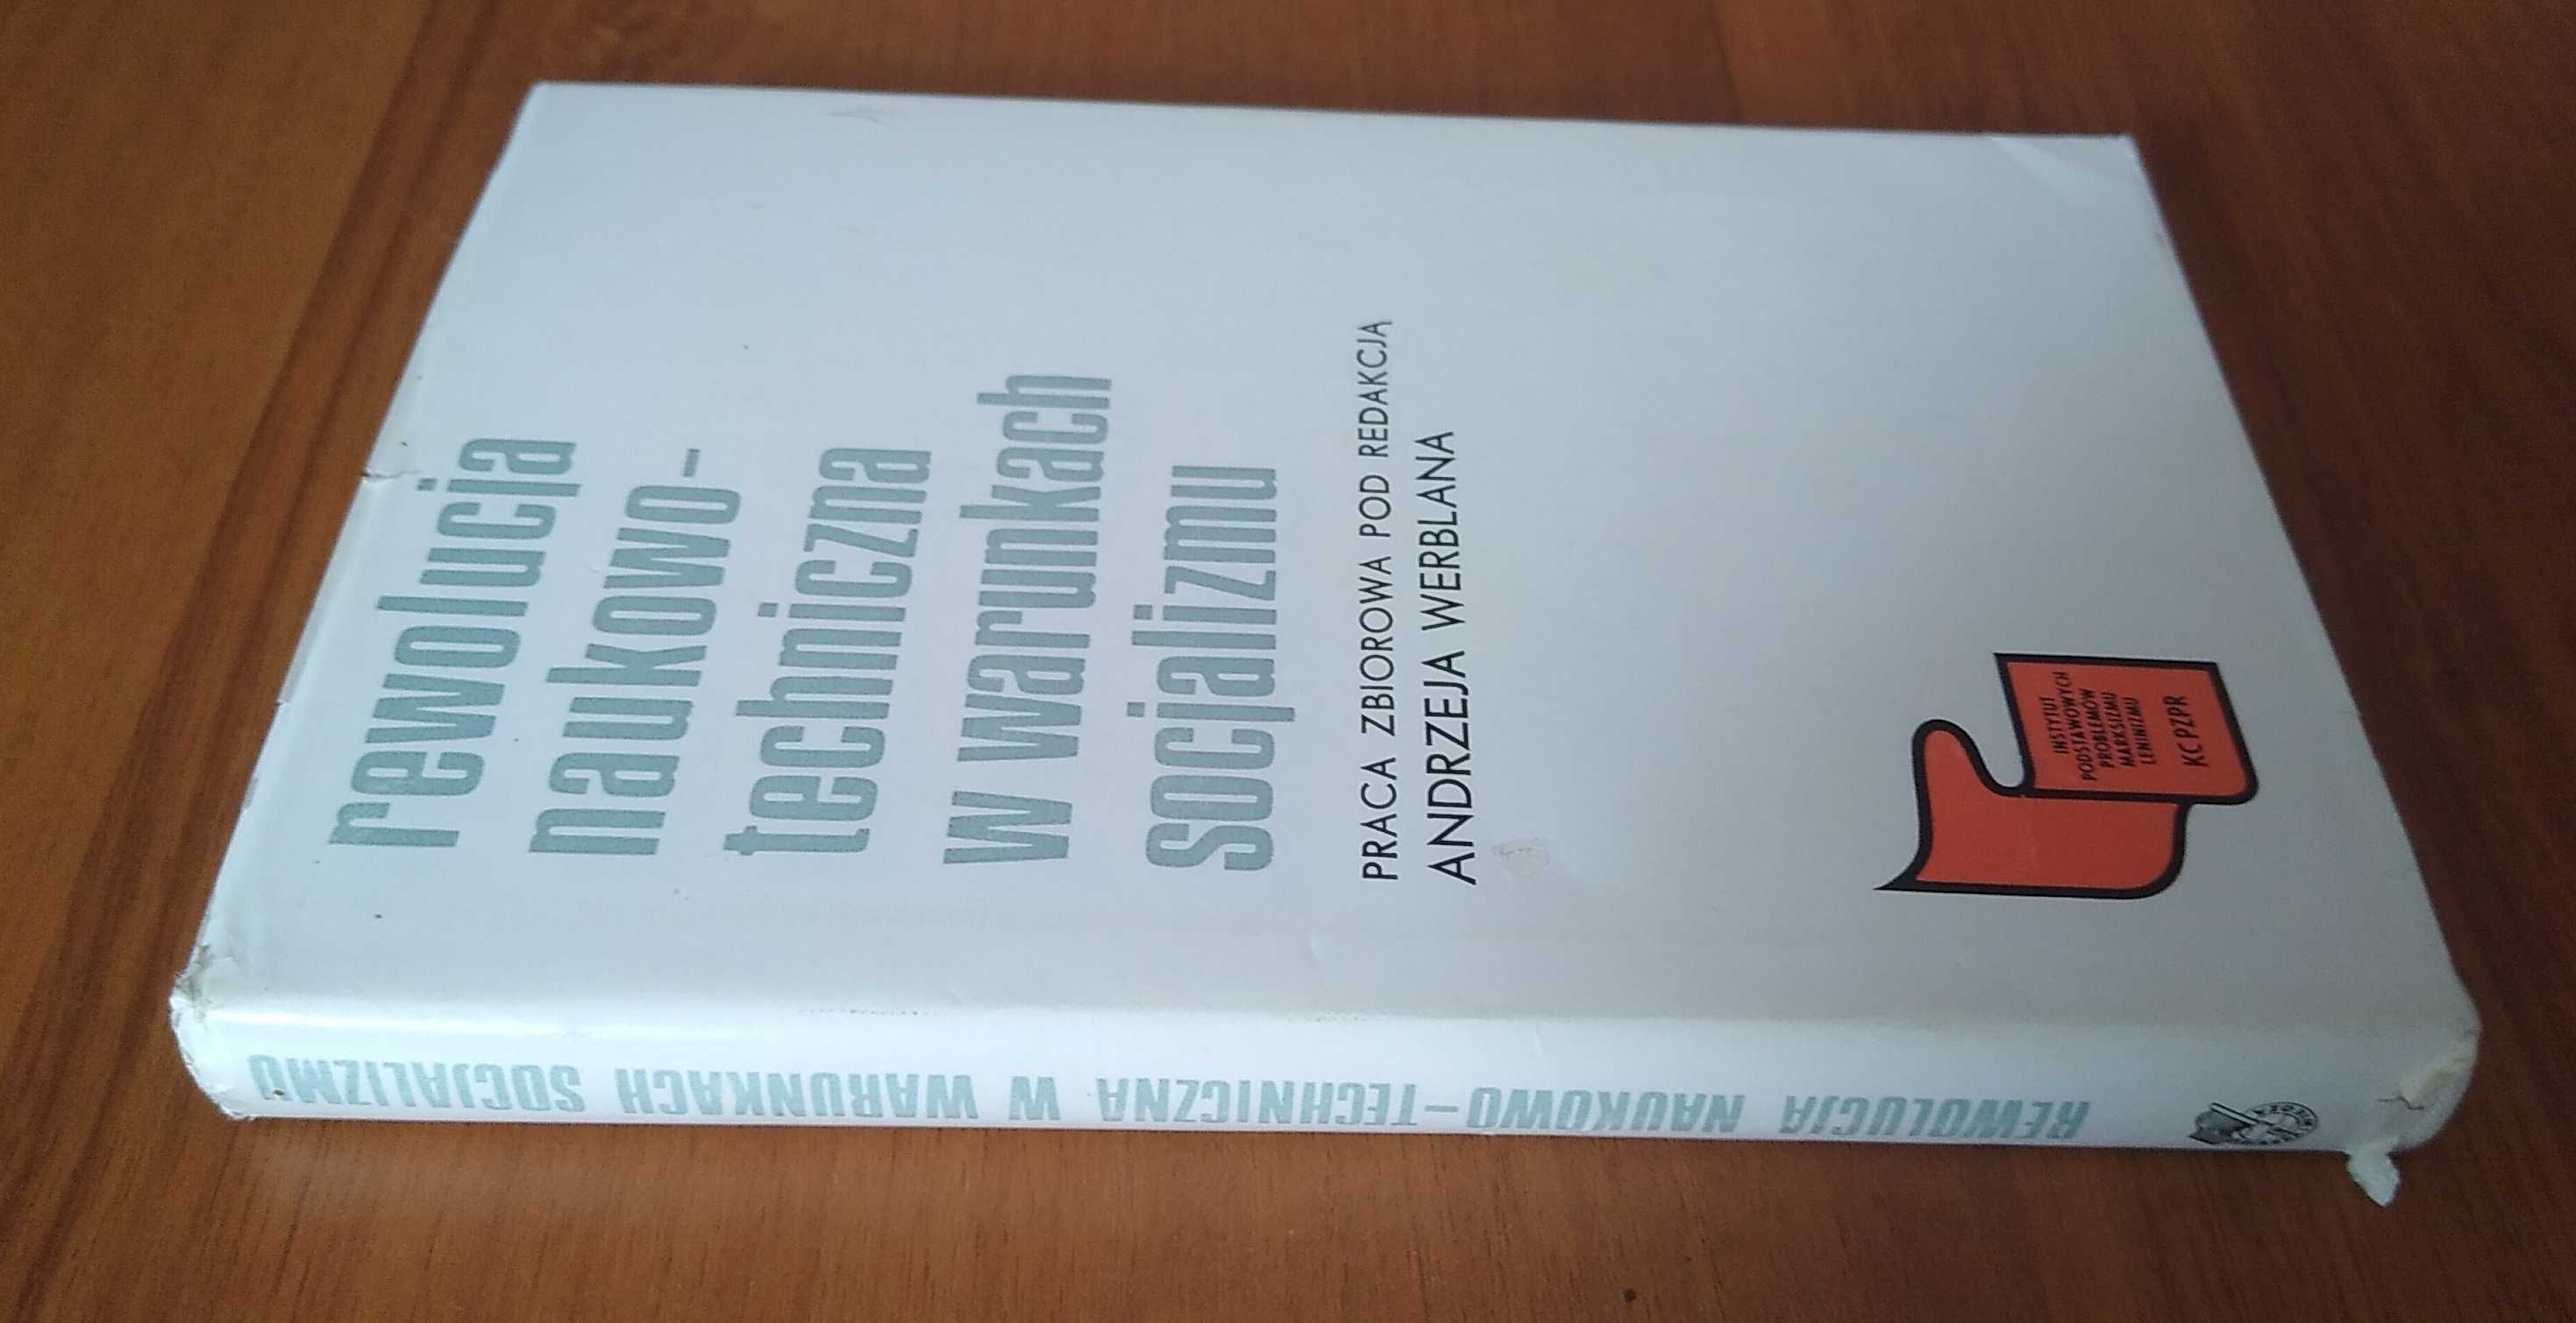 rewolucja
naukowo-
techniczna
w warunkach
socjalizmu
PRACA ZBIOROWA POD REDAKCJĄ
ANDRZEJA WERBLANA
INSTYTUT
PODSTAWOWYCH
PROBLEMÓW
MARKSIZMU
LENINIZMU
KC PZPR
REWOLUCJA NAUKOWO-TECHNICZNA W WARUNKACH SOCJALIZMU